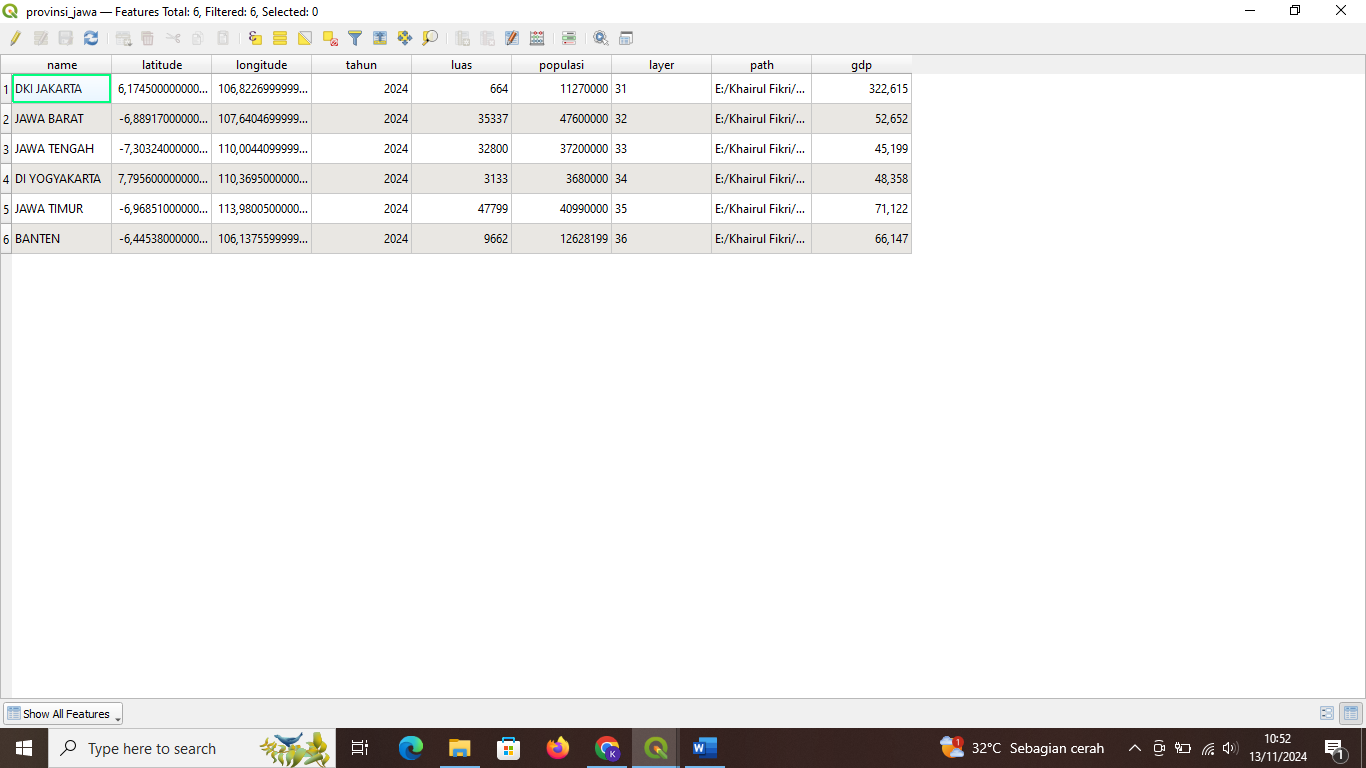 provinsi_jawa — Features Total: 6, Filtered: 6, Selected: 0
name latitude longitude tahun luas populasi layer path gdp
1 DKI JAKARTA 6,174500000000... 106,8226999999... 2024 664 11270000 31 E:/Khairul Fikri/... 322,615
2 JAWA BARAT -6,88917000000... 107,6404699999... 2024 35337 47600000 32 E:/Khairul Fikri/... 52,652
3 JAWA TENGAH -7,30324000000... 110,0044099999... 2024 32800 37200000 33 E:/Khairul Fikri/... 45,199
4 DI YOGYAKARTA 7,795600000000... 110,3695000000... 2024 3133 3680000 34 E:/Khairul Fikri/... 48,358
5 JAWA TIMUR -6,96851000000... 113,9800500000... 2024 47799 40990000 35 E:/Khairul Fikri/... 71,122
6 BANTEN -6,44538000000... 106,1375599999... 2024 9662 12628199 36 E:/Khairul Fikri/... 66,147
Show All Features
Type here to search
1
32°C Sebagian cerah
10:52
13/11/2024
1